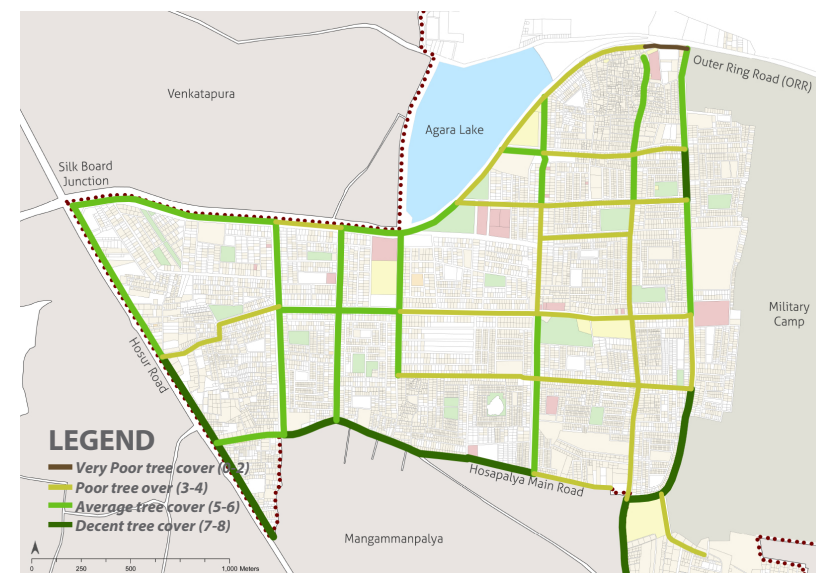 Outer Ring Road (ORR)
Venkatapura
Agara Lake
Silk Board
Junction
Military
Camp
Hosur Road
LEGEND
Very Poor tree cover (0-2)
Poor tree over (3-4)
Average tree cover (5-6)
Decent tree cover (7-8)
Hosapalya Main Road
Mangammanpalya
0 250 500 1,000 Meters